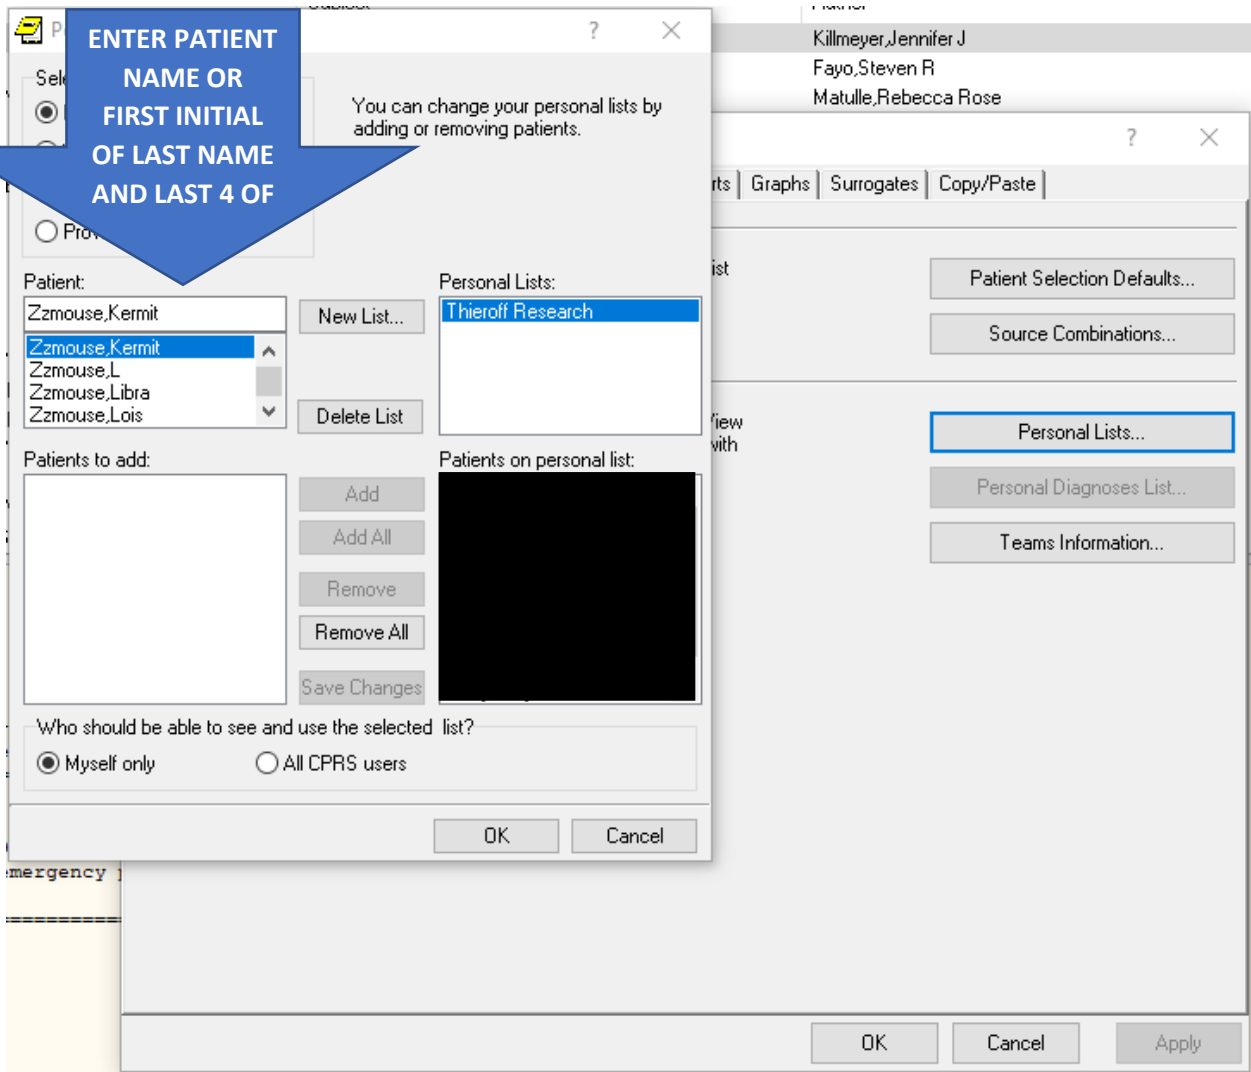 Killmeyer,Jennifer J
Fayo,Steven R
Matulle,Rebecca Rose
ENTER PATIENT
NAME OR
FIRST INITIAL
OF LAST NAME
AND LAST 4 OF
You can change your personal lists by
adding or removing patients.
Graphs
Surrogates
Copy/Paste
Patient:
Zzmouse,Kermit
Zzmouse,Kermit
Zzmouse,L
Zzmouse,Libra
Zzmouse,Lois
New List...
Delete List
Personal Lists:
Thieroff Research
Patients to add:
Add
Add All
Remove
Remove All
Save Changes
Patients on personal list:
Who should be able to see and use the selected list?
Myself only
All CPRS users
OK
Cancel
Patient Selection Defaults...
Source Combinations...
with
Personal Lists...
Personal Diagnoses List...
Teams Information...
OK
Cancel
Apply